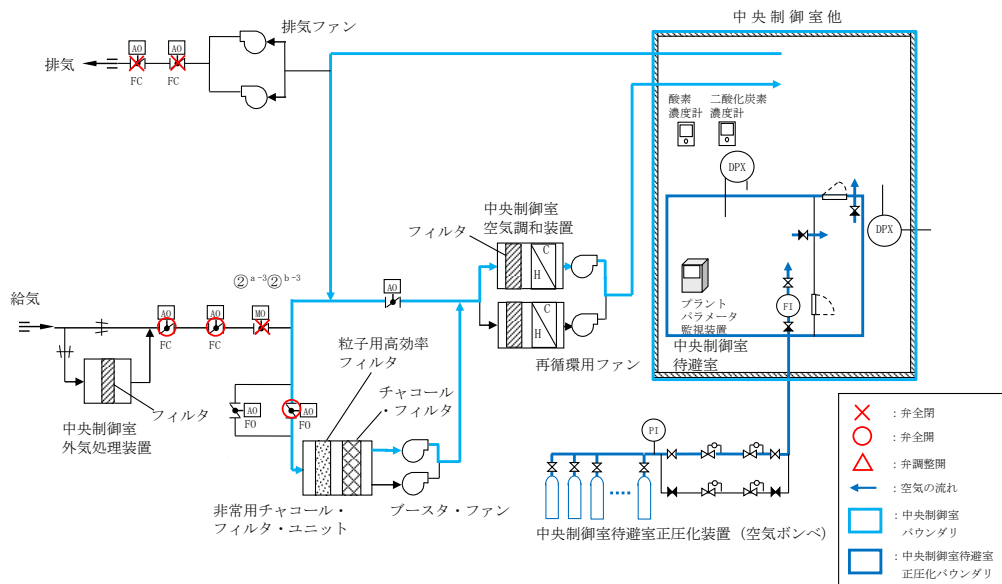 中央制御室他
排気ファン
AO
AO
排気
FC
FC
酸素
濃度計
二酸化炭素
濃度計
DPX
DPX
中央制御室
空気調和装置
フィルタ
C
H
C
H
再循環用ファン
プラント
パラメータ
監視装置
FI
中央制御室
待避室
②a-3②b-3
給気
AO
AO
MO
AO
FC
FC
粒子用高効率
フィルタ
チャコール
・フィルタ
フィルタ
中央制御室
外気処理装置
AO
FO
AO
FO
非常用チャコール・
フィルタ・ユニット
ブースタ・ファン
PI
中央制御室待避室正圧化装置（空気ボンベ）
：弁全閉
：弁全開
：弁調整開
：空気の流れ
：中央制御室
バウンダリ
：中央制御室待避室
正圧化バウンダリ